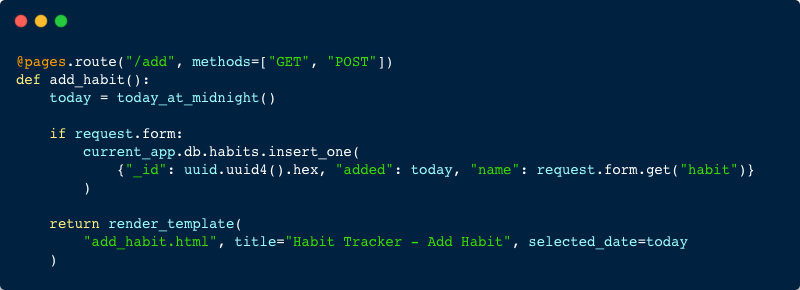 @pages.route("/add", methods=["GET", "POST"])
def add_habit():
    today = today_at_midnight()

    if request.form:
        current_app.db.habits.insert_one(
            {"_id": uuid.uuid4().hex, "added": today, "name": request.form.get("habit")}
        )

    return render_template(
        "add_habit.html", title="Habit Tracker - Add Habit", selected_date=today
    )